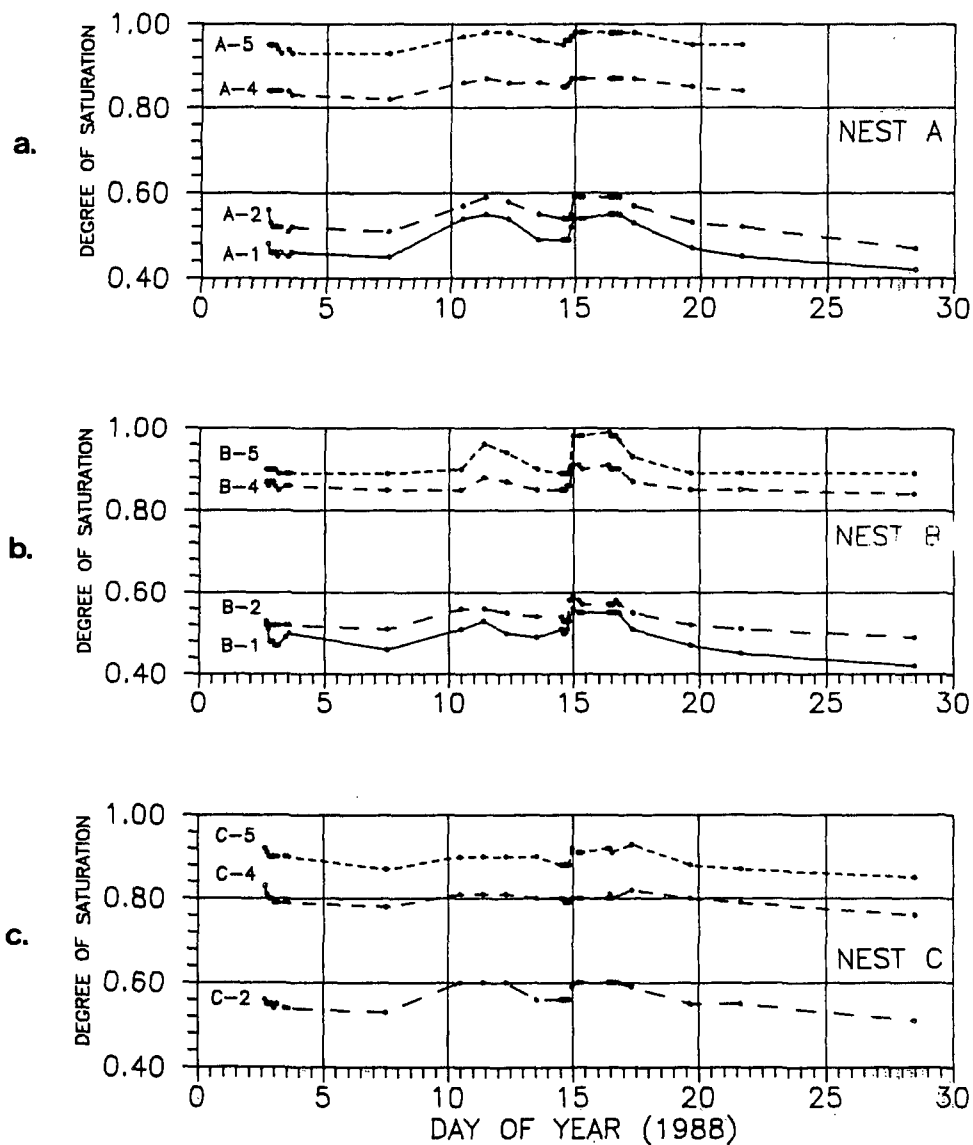 a.
DEGREE OF SATURATION
1.00
0.80
0.60
0.40
A-5
A-4
A-2
A-1
NEST A
0 5 10 15 20 25 30
b.
DEGREE OF SATURATION
1.00
0.80
0.60
0.40
B-5
B-4
B-2
B-1
NEST B
0 5 10 15 20 25 30
c.
DEGREE OF SATURATION
1.00
0.80
0.60
0.40
C-5
C-4
C-2
NEST C
0 5 10 15 20 25 30
DAY OF YEAR (1988)